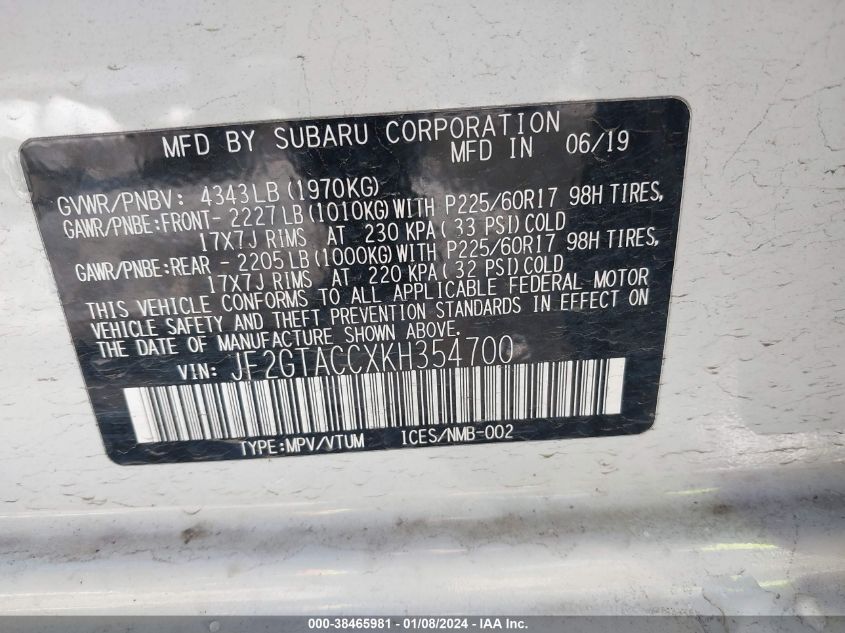 MFD BY SUBARU CORPORATION
MFD IN 06/19
GVWR/PNBV: 4343LB (1970KG)
GAWR/PNBE:FRONT- 2227LB (1010KG) WITH P225/60R17 98H TIRES,
17X7J RIMS AT 230 KPA (33 PSI) COLD
GAWR/PNBE:REAR - 2205LB (1000KG) WITH P225/60R17 98H TIRES,
17X7J RIMS AT 220 KPA (32 PSI) COLD
THIS VEHICLE CONFORMS TO ALL APPLICABLE FEDERAL MOTOR
VEHICLE SAFETY AND THEFT PREVENTION STANDARDS IN EFFECT ON
THE DATE OF MANUFACTURE SHOWN ABOVE.
VIN: JF2GTACCXKH354700
TYPE:MPV/VTUM ICES/NMB-002
000-38465981 - 01/08/2024 - IAA Inc.